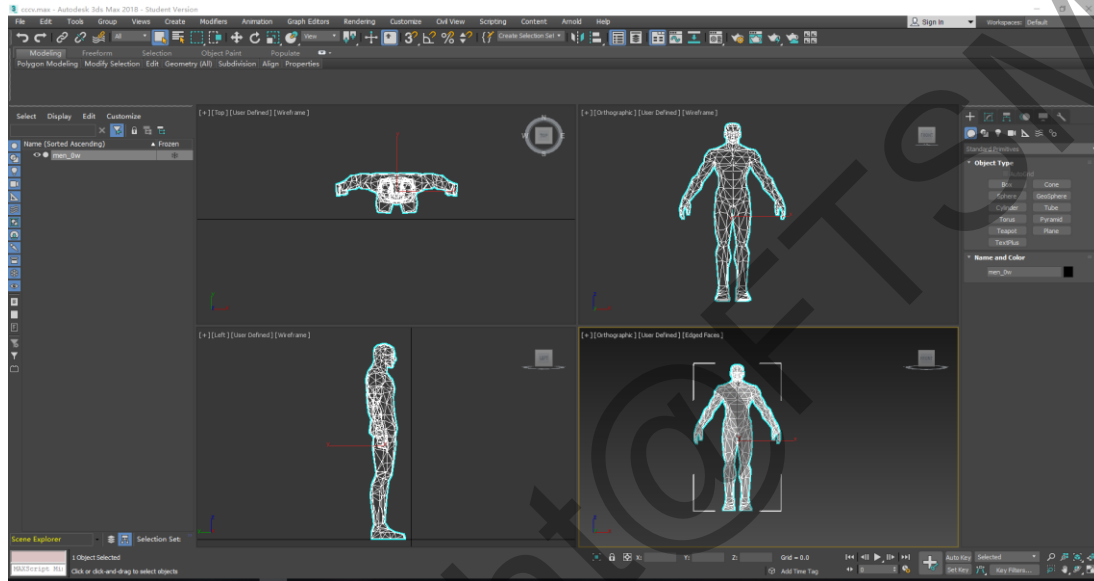 cccv.max - Autodesk 3ds Max 2018 - Student Version
File Edit Tools Group Views Create Modifiers Animation Graph Editors Rendering Customize Civil View Scripting Content Arnold Help Sign In Workspaces: Default
All View Create Selection Set
Modeling Freeform Selection Object Paint Populate
Polygon Modeling Modify Selection Edit Geometry (All) Subdivision Align Properties
Select Display Edit Customize
Name (Sorted Ascending) Frozen
men_0w
[+] [Top] [User Defined] [Wireframe]
[+] [Orthographic] [User Defined] [Wireframe]
[+] [Left] [User Defined] [Wireframe]
[+] [Orthographic] [User Defined] [Edged Faces]
Standard Primitives
Object Type
AutoGrid
Box Cone
Sphere GeoSphere
Cylinder Tube
Torus Pyramid
Teapot Plane
TextPlus
Name and Color
men_0w
Scene Explorer Selection Set:
1 Object Selected X: Y: Z: Grid = 0.0 Auto Key Selected
MAXScript Mi Click or click-and-drag to select objects Add Time Tag 0 Set Key Key Filters...